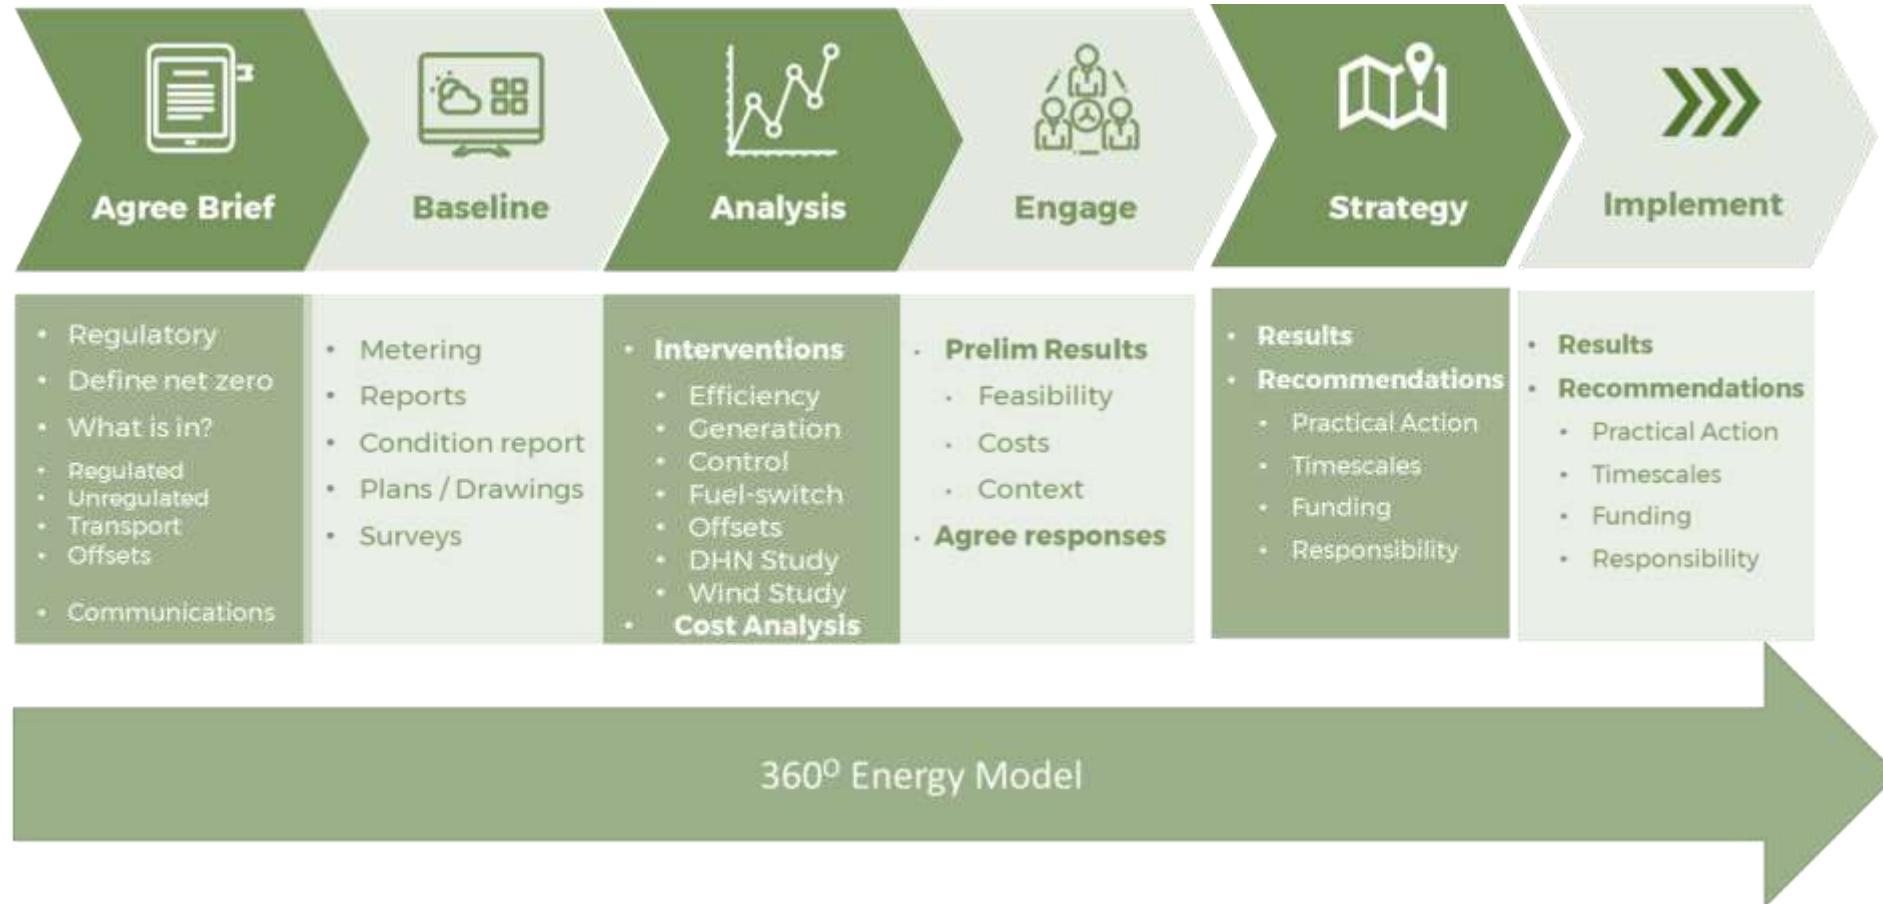 Agree Brief
Baseline
Analysis
Engage
Strategy
Implement
• Regulatory
• Define net zero
• What is in?
• Regulated
• Unregulated
• Transport
• Offsets
• Communications
• Metering
• Reports
• Condition report
• Plans / Drawings
• Surveys
• Interventions
• Efficiency
• Generation
• Control
• Fuel-switch
• Offsets
• DHN Study
• Wind Study
• Cost Analysis
• Prelim Results
• Feasibility
• Costs
• Context
• Agree responses
• Results
• Recommendations
• Practical Action
• Timescales
• Funding
• Responsibility
• Results
• Recommendations
• Practical Action
• Timescales
• Funding
• Responsibility
360⁰ Energy Model